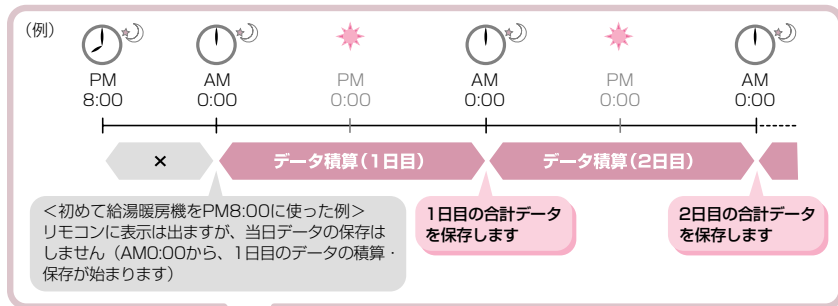 (例)
PM AM PM AM PM AM
8:00 0:00 0:00 0:00 0:00 0:00
× データ積算(1日目) データ積算(2日目)
<初めて給湯暖房機をPM8:00に使った例>
リモコンに表示は出ますが、当日データの保存は
しません(AM0:00から、1日目のデータの積算・
保存が始まります)
1日目の合計データ
を保存します
2日目の合計データ
を保存します